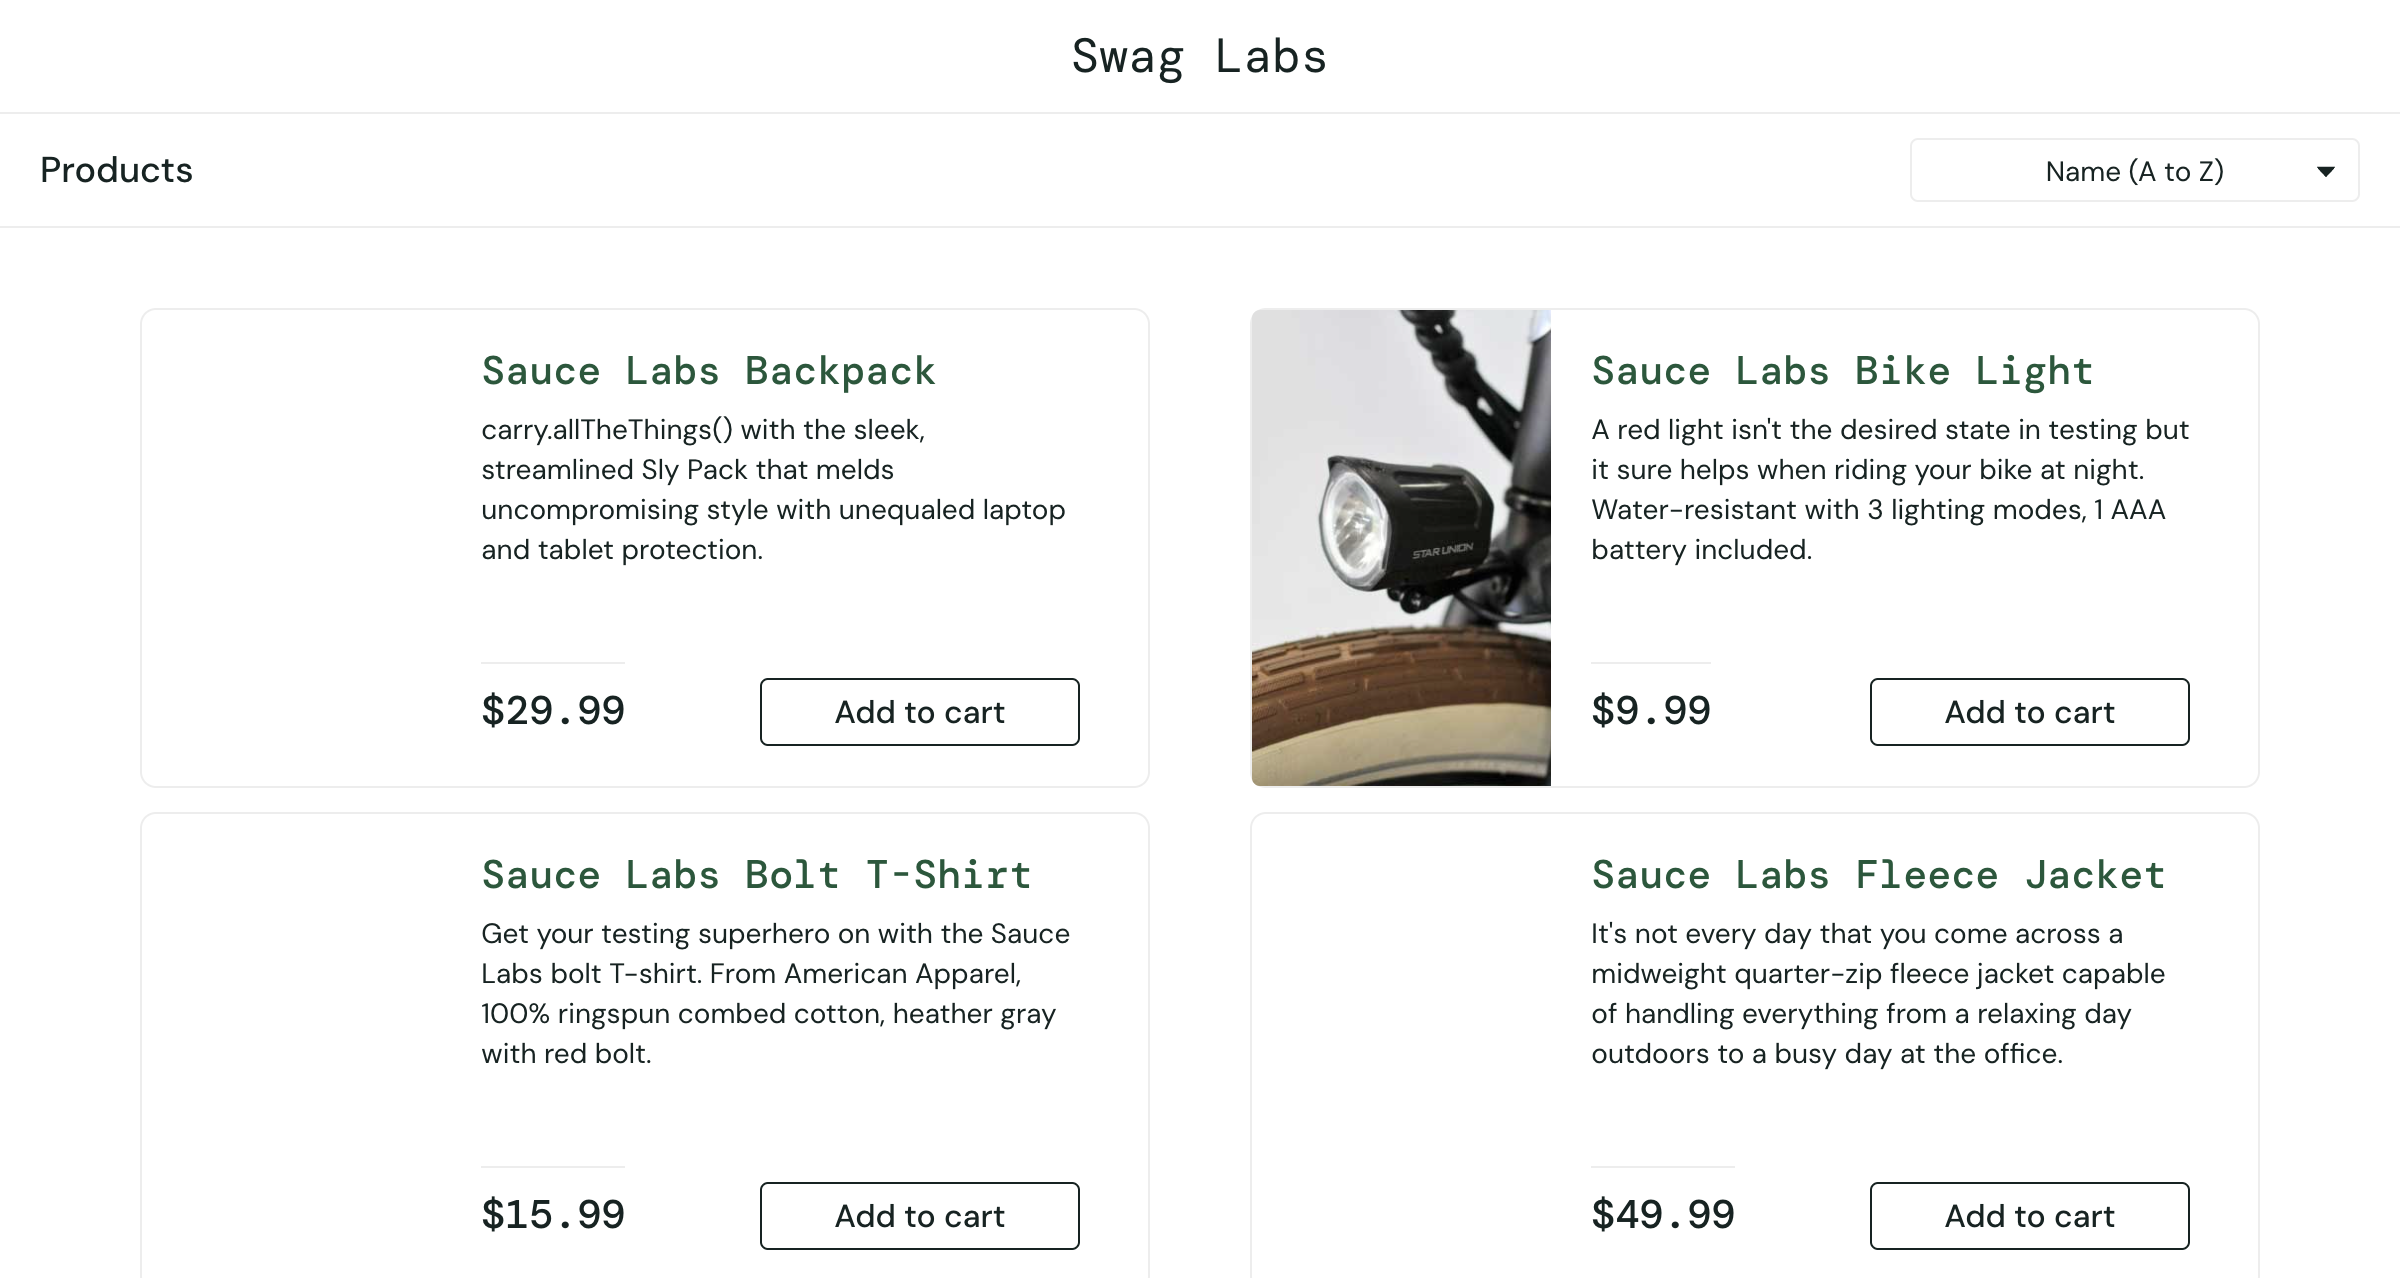 Swag Labs
Products
Name (A to Z)
Sauce Labs Backpack
carry.allTheThings() with the sleek,
streamlined Sly Pack that melds
uncompromising style with unequaled laptop
and tablet protection.
$29.99
Add to cart
STAR UNION
Sauce Labs Bike Light
A red light isn't the desired state in testing but
it sure helps when riding your bike at night.
Water-resistant with 3 lighting modes, 1 AAA
battery included.
$9.99
Add to cart
Sauce Labs Bolt T-Shirt
Get your testing superhero on with the Sauce
Labs bolt T-shirt. From American Apparel,
100% ringspun combed cotton, heather gray
with red bolt.
$15.99
Add to cart
Sauce Labs Fleece Jacket
It's not every day that you come across a
midweight quarter-zip fleece jacket capable
of handling everything from a relaxing day
outdoors to a busy day at the office.
$49.99
Add to cart